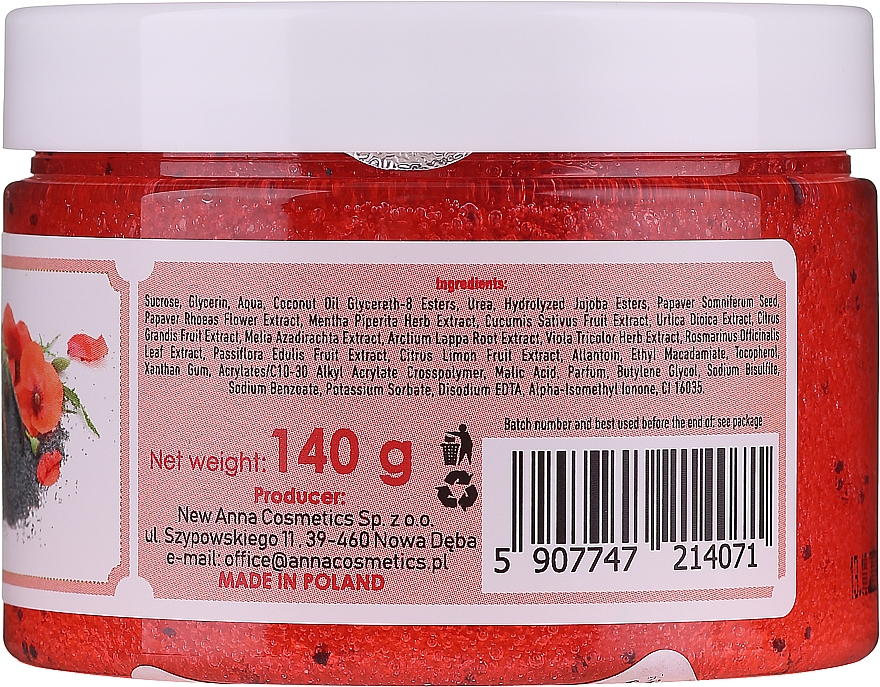 Ingredients:
Sucrose, Glycerin, Aqua, Coconut Oil Glycereth-8 Esters, Urea, Hydrolyzed Jojoba Esters, Papaver Somniferum Seed,
Papaver Rhoeas Flower Extract, Mentha Piperita Herb Extract, Cucumis Sativus Fruit Extract, Urtica Dioica Extract, Citrus
Grandis Fruit Extract, Melia Azadirachta Extract, Arctium Lappa Root Extract, Viola Tricolor Herb Extract, Rosmarinus Officinalis
Leaf Extract, Passiflora Edulis Fruit Extract, Citrus Limon Fruit Extract, Allantoin, Ethyl Macadamiate, Tocopherol,
Xanthan Gum, Acrylates/C10-30 Alkyl Acrylate Crosspolymer, Malic Acid, Parfum, Butylene Glycol, Sodium Bisulfite,
Sodium Benzoate, Potassium Sorbate, Disodium EDTA, Alpha-Isomethyl Ionone, CI 16035.
Batch number and best used before the end of: see package
Net weight: 140 g
Producer:
New Anna Cosmetics Sp. z o.o.
ul. Szypowskiego 11, 39-460 Nowa Dęba
e-mail: office@annacosmetics.pl
MADE IN POLAND
5 907747 214071